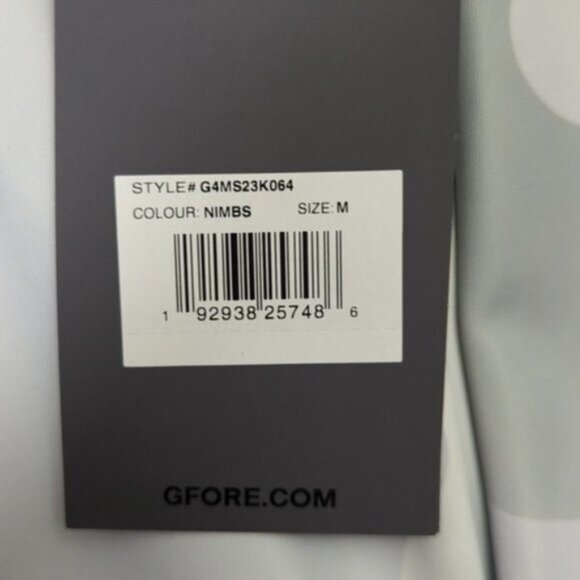 STYLE# G4MS23K064
COLOUR: NIMBS SIZE: M
1 92938 25748 6
GFORE.COM